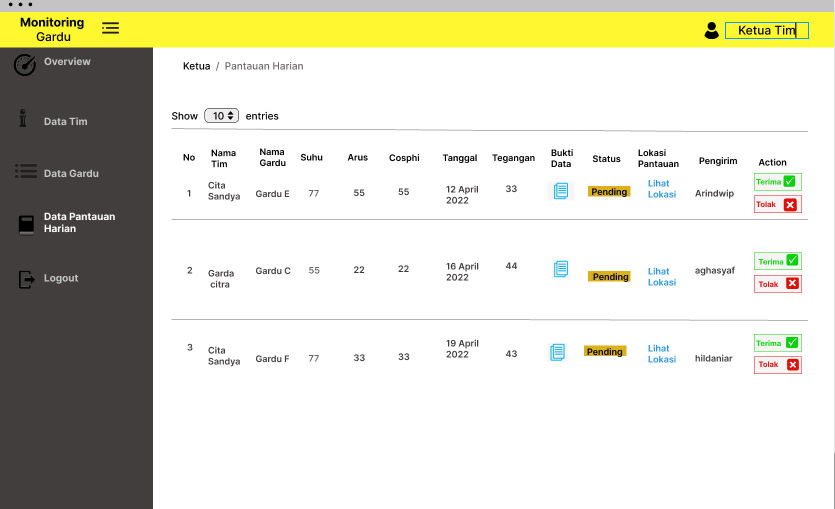 Monitoring
Gardu
Ketua Tim
Overview
Data Tim
Data Gardu
Data Pantauan
Harian
Logout
Ketua / Pantauan Harian
Show 10 entries
No Nama Tim Nama Gardu Suhu Arus Cosphi Tanggal Tegangan Bukti Data Status Lokasi Pantauan Pengirim Action
1 Cita Sandya Gardu E 77 55 55 12 April 2022 33 Pending Lihat Lokasi Arindwip Terima Tolak
2 Garda citra Gardu C 55 22 22 16 April 2022 44 Pending Lihat Lokasi aghasyaf Terima Tolak
3 Cita Sandya Gardu F 77 33 33 19 April 2022 43 Pending Lihat Lokasi hildaniar Terima Tolak